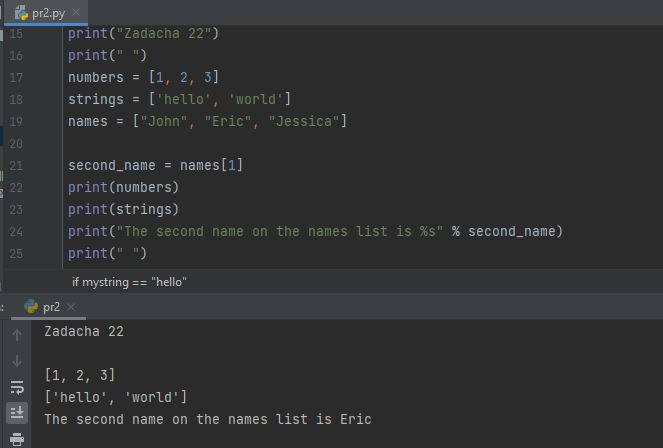 pr2.py
15 print("Zadacha 22")
16 print(" ")
17 numbers = [1, 2, 3]
18 strings = ['hello', 'world']
19 names = ["John", "Eric", "Jessica"]
20
21 second_name = names[1]
22 print(numbers)
23 print(strings)
24 print("The second name on the names list is %s" % second_name)
25 print(" ")
if mystring == "hello"
pr2
Zadacha 22
[1, 2, 3]
['hello', 'world']
The second name on the names list is Eric